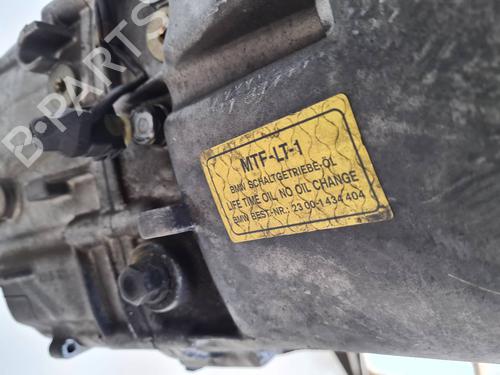 B-PARTS
MTF-LT-1
BMW SCHALTGETRIEBE-ÖL
LIFE TIME OIL, NO OIL CHANGE
BMW BEST.-NR.: 23 00-1 434 404